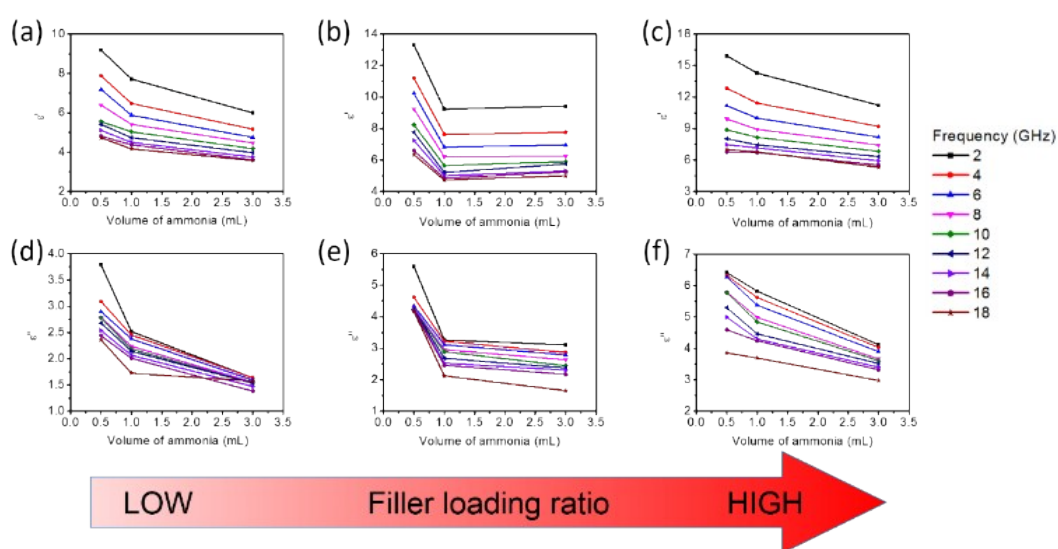 (a)
10
8
6
4
2
ε'
0.0 0.5 1.0 1.5 2.0 2.5 3.0 3.5
Volume of ammonia (mL)
(b)
14
12
10
8
6
4
ε'
0.0 0.5 1.0 1.5 2.0 2.5 3.0 3.5
Volume of ammonia (mL)
(c)
18
15
12
9
6
3
ε'
0.0 0.5 1.0 1.5 2.0 2.5 3.0 3.5
Volume of ammonia (mL)
Frequency (GHz)
2
4
6
8
10
12
14
16
18
(d)
4.0
3.5
3.0
2.5
2.0
1.5
1.0
ε"
0.0 0.5 1.0 1.5 2.0 2.5 3.0 3.5
Volume of ammonia (mL)
(e)
6
5
4
3
2
1
ε"
0.0 0.5 1.0 1.5 2.0 2.5 3.0 3.5
Volume of ammonia (mL)
(f)
7
6
5
4
3
2
ε"
0.0 0.5 1.0 1.5 2.0 2.5 3.0 3.5
Volume of ammonia (mL)
LOW Filler loading ratio HIGH